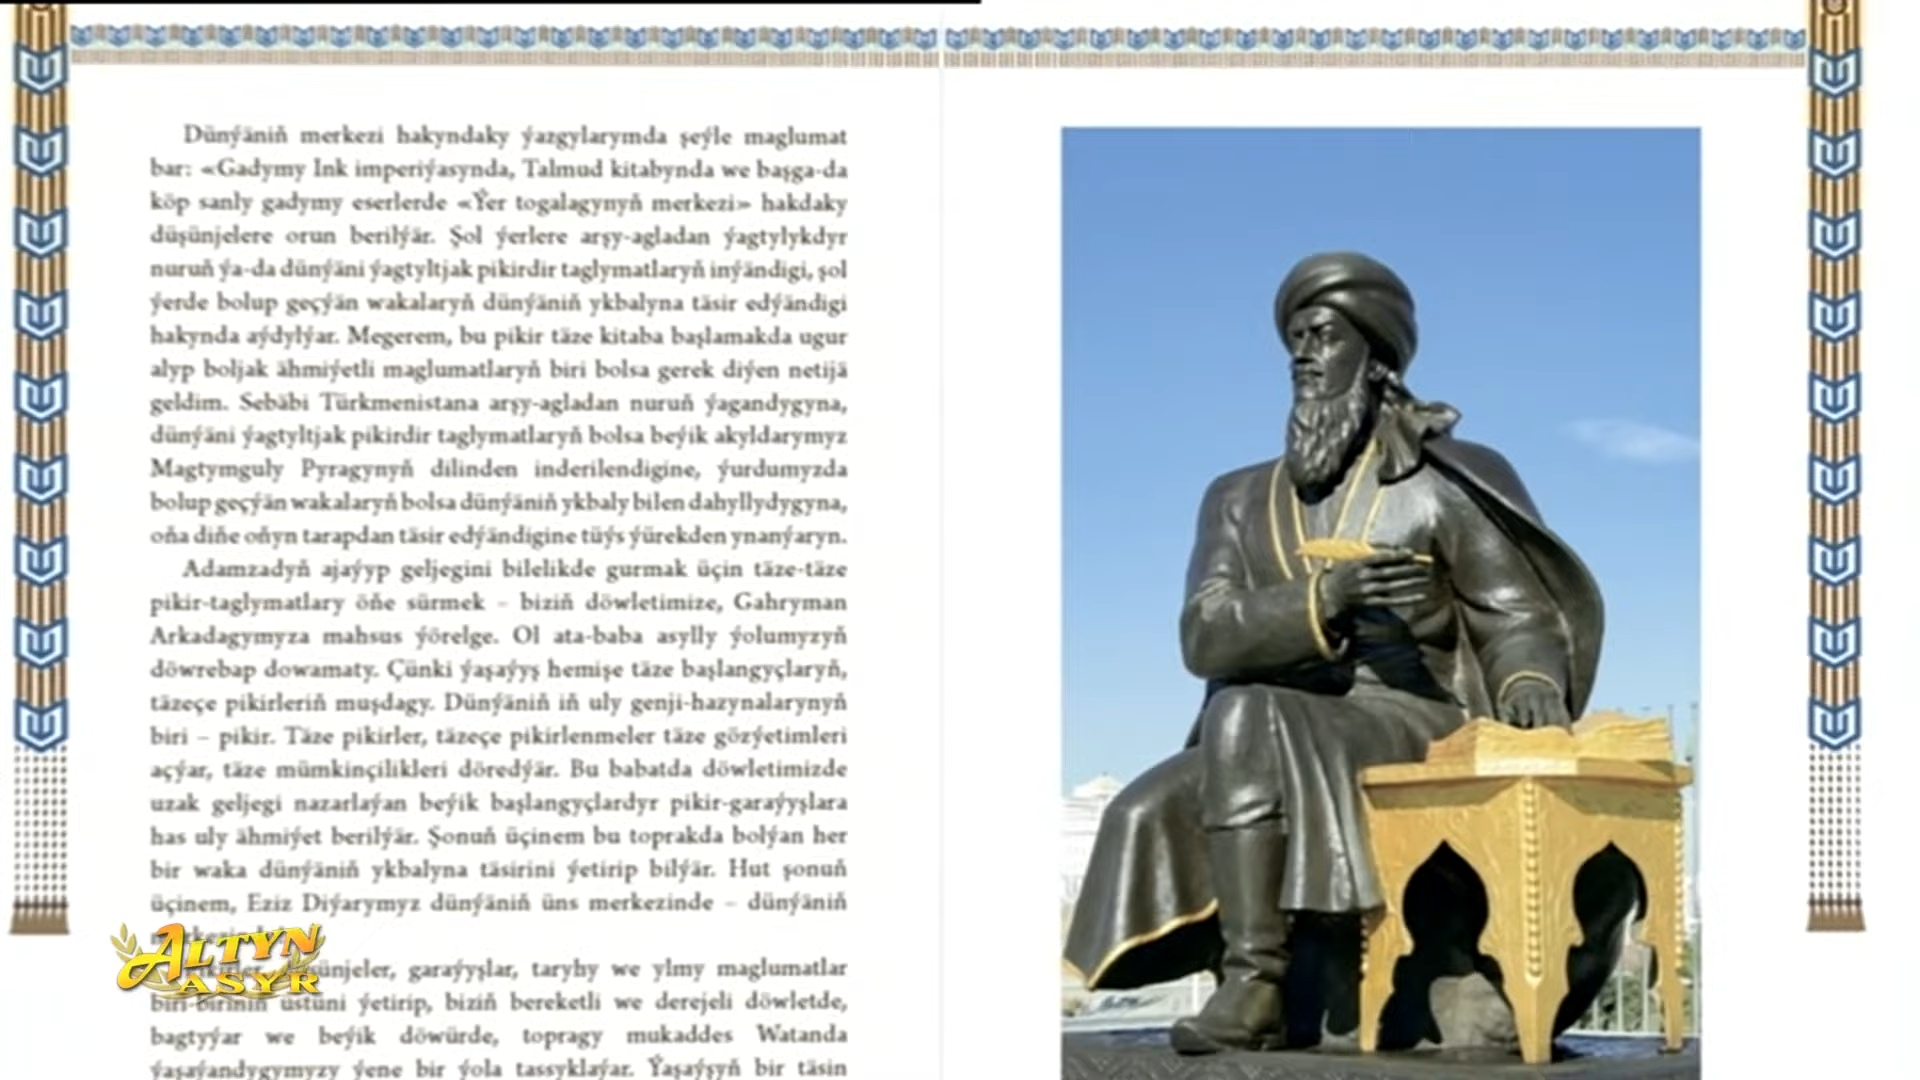 Dünýäniň merkezi hakyndaky ýazgylarymda şeýle maglumat
bar: «Gadymy Ink imperiýasynda, Talmud kitabynda we başga-da
köp sanly gadymy eserlerde «Ýer togalagynyň merkezi» hakdaky
düşünjelere orun berilýär. Şol ýerlere arşy-agladan ýagtylykdyr
nuruň ýa-da dünýäni ýagtyltjak pikirdir taglymatlaryň inýändigi, şol
ýerde bolup geçýän wakalaryň dünýäniň ykbalyna täsir edýändigi
hakynda aýdylýar. Megerem, bu pikir täze kitaba başlamakda ugur
alyp boljak ähmiýetli maglumatlaryň biri bolsa gerek diýen netijä
geldim. Sebäbi Türkmenistana arşy-agladan nuruň ýagandygyna,
dünýäni ýagtyltjak pikirdir taglymatlaryň bolsa beýik akyldarymyz
Magtymguly Pyragynyň dilinden inderilendigine, ýurdumyzda
bolup geçýän wakalaryň bolsa dünýäniň ykbaly bilen dahyllydygyna,
oňa diňe oňyn tarapdan täsir edýändigine tüýs ýürekden ynanýaryn.
Adamzadyň ajaýyp geljegini bilelikde gurmak üçin täze-täze
pikir-taglymatlary öňe sürmek – biziň döwletimize, Gahryman
Arkadagymyza mahsus ýörelge. Ol ata-baba asylly ýolumyzyň
döwrebap dowamaty. Çünki ýaşaýyş hemişe täze başlangyçlaryň,
täzeçe pikirleriň muşdagy. Dünýäniň iň uly genji-hazynalarynyň
biri – pikir. Täze pikirler, täzeçe pikirlenmeler täze gözýetimleri
açýar, täze mümkinçilikleri döredýär. Bu babatda döwletimizde
uzak geljegi nazarlaýan beýik başlangyçlardyr pikir-garaýyşlara
has uly ähmiýet berilýär. Şonuň üçinem bu toprakda bolýan her
bir waka dünýäniň ykbalyna täsirini ýetirip bilýär. Hut şonuň
üçinem, Eziz Diýarymyz dünýäniň üns merkezinde – dünýäniň
garaýyşlar, taryhy we ylmy maglumatlar
biri-biriniň üstüni ýetirip, biziň bereketli we derejeli döwletde,
bagtyýar we beýik döwürde, topragy mukaddes Watanda
ýaşaýandygymyzy ýene bir ýola tassyklaýar. Ýaşaýşyň bir täsin
ALTYN
ASYR